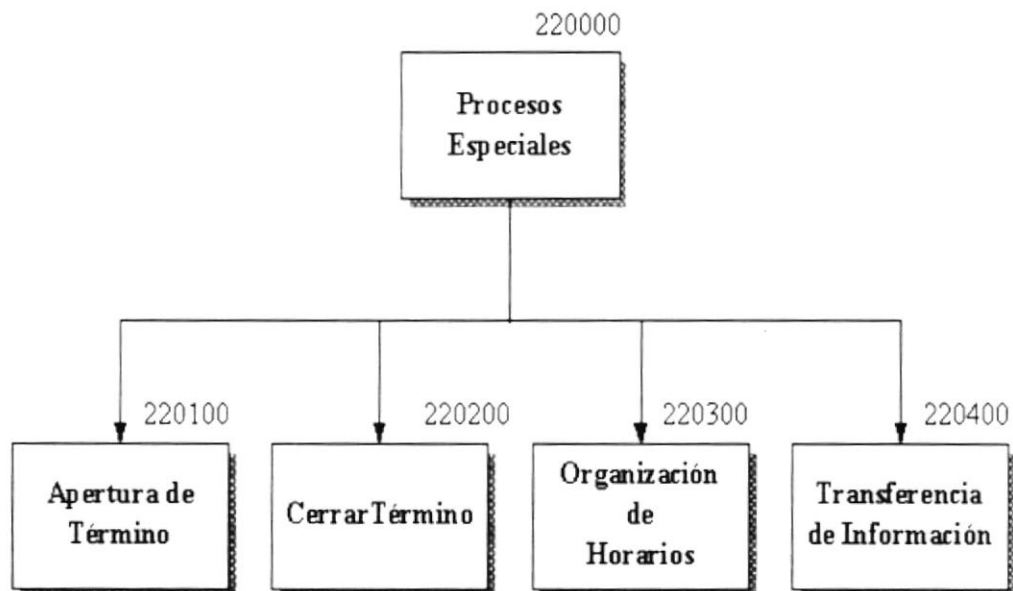 220000
Procesos
Especiales
220100
Apertura de
Término
220200
Cerrar Término
220300
Organización
de
Horarios
220400
Transferencia
de Información